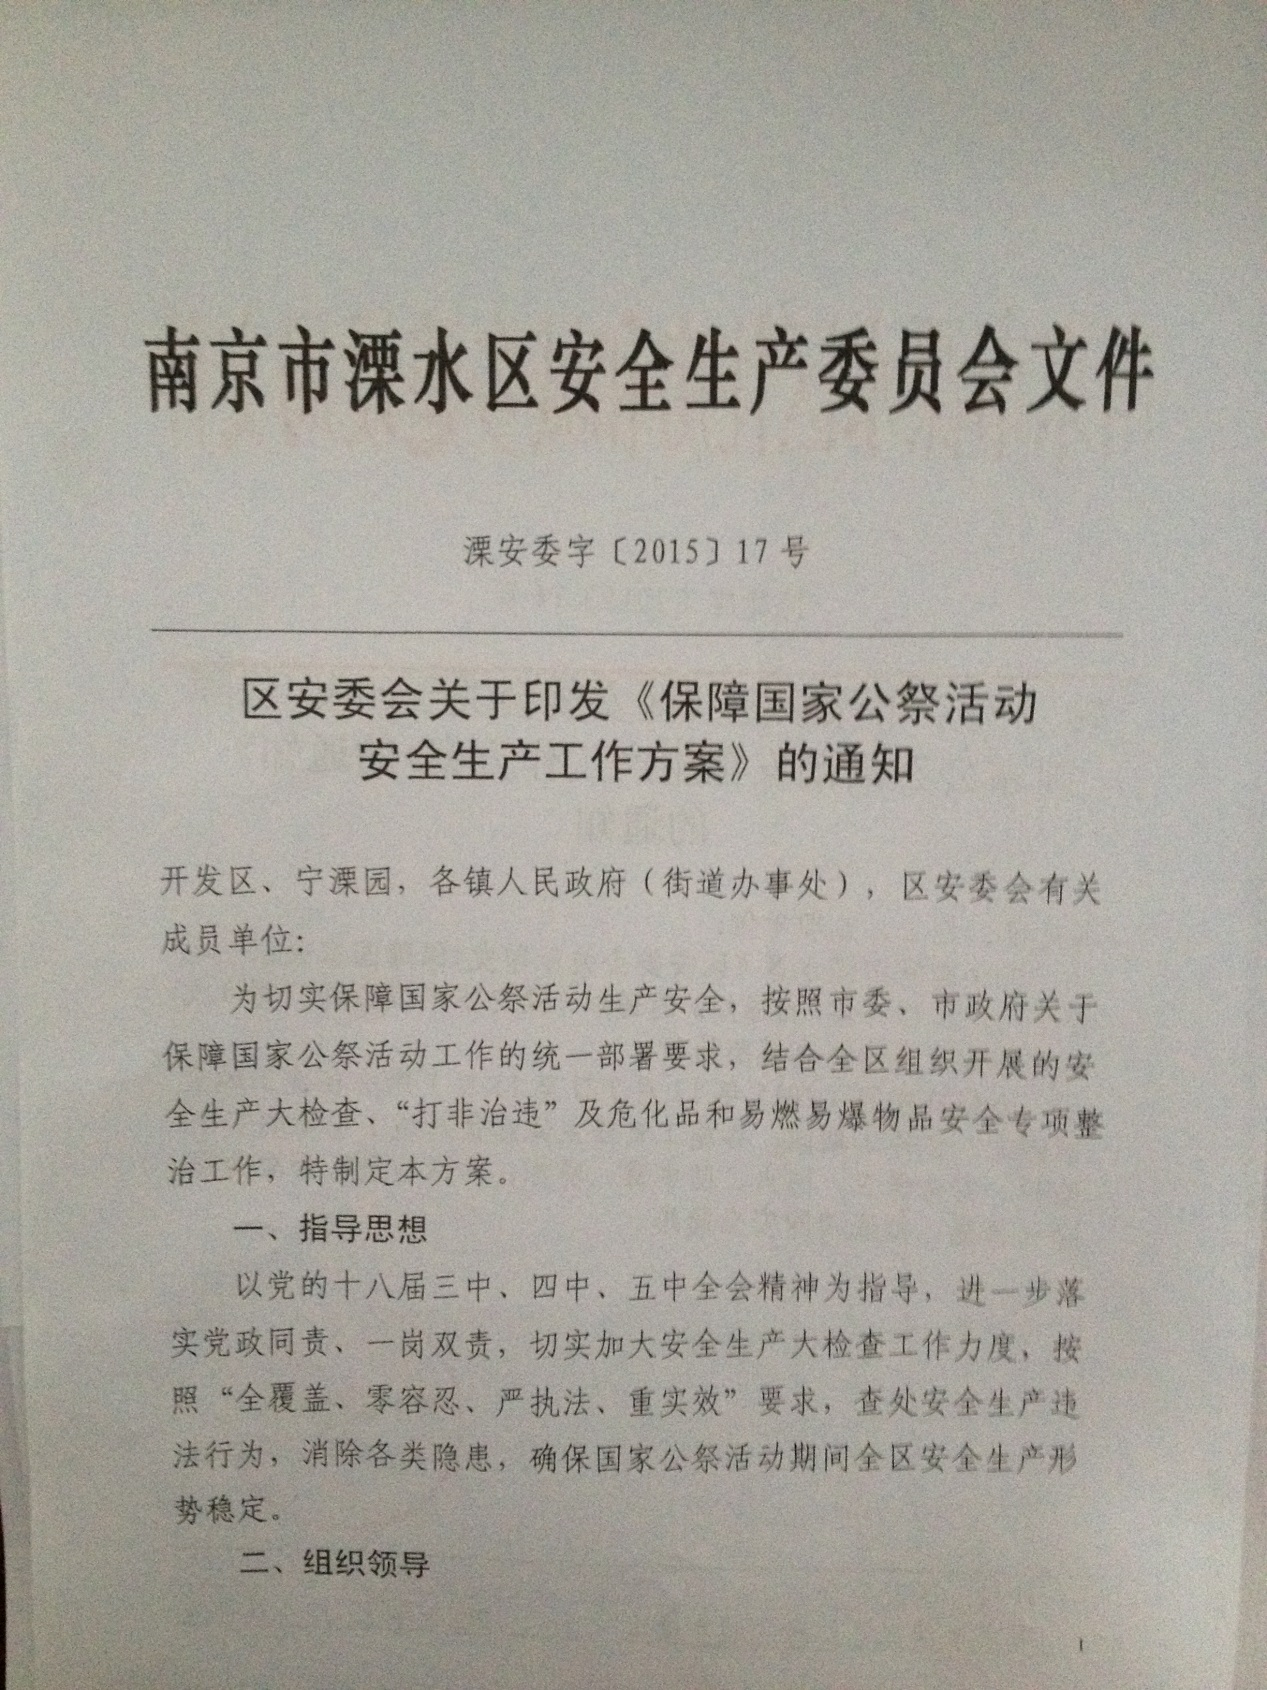 南京市溧水区安全生产委员会文件
溧安委字〔2015〕17号
区安委会关于印发《保障国家公祭活动
安全生产工作方案》的通知
开发区、宁溧园，各镇人民政府（街道办事处），区安委会有关
成员单位：
为切实保障国家公祭活动生产安全，按照市委、市政府关于
保障国家公祭活动工作的统一部署要求，结合全区组织开展的安
全生产大检查、“打非治违”及危化品和易燃易爆物品安全专项整
治工作，特制定本方案。
一、指导思想
以党的十八届三中、四中、五中全会精神为指导，进一步落
实党政同责、一岗双责，切实加大安全生产大检查工作力度，按
照“全覆盖、零容忍、严执法、重实效”要求，查处安全生产违
法行为，消除各类隐患，确保国家公祭活动期间全区安全生产形
势稳定。
二、组织领导
1